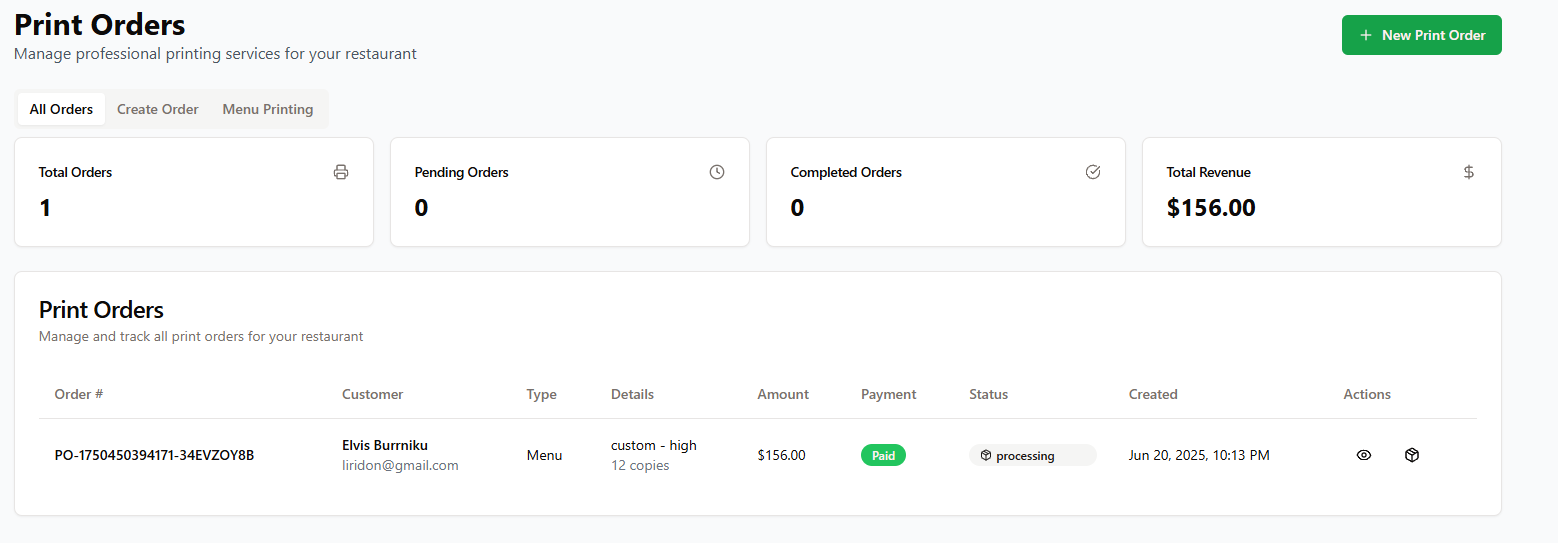 Print Orders
Manage professional printing services for your restaurant
New Print Order
All Orders
Create Order
Menu Printing
Total Orders
1
Pending Orders
0
Completed Orders
0
Total Revenue
$156.00
Print Orders
Manage and track all print orders for your restaurant
Order # Customer Type Details Amount Payment Status Created Actions
PO-1750450394171-34EVZOY8B
Elvis Burrniku
liridon@gmail.com
Menu
custom - high
12 copies
$156.00
Paid
processing
Jun 20, 2025, 10:13 PM